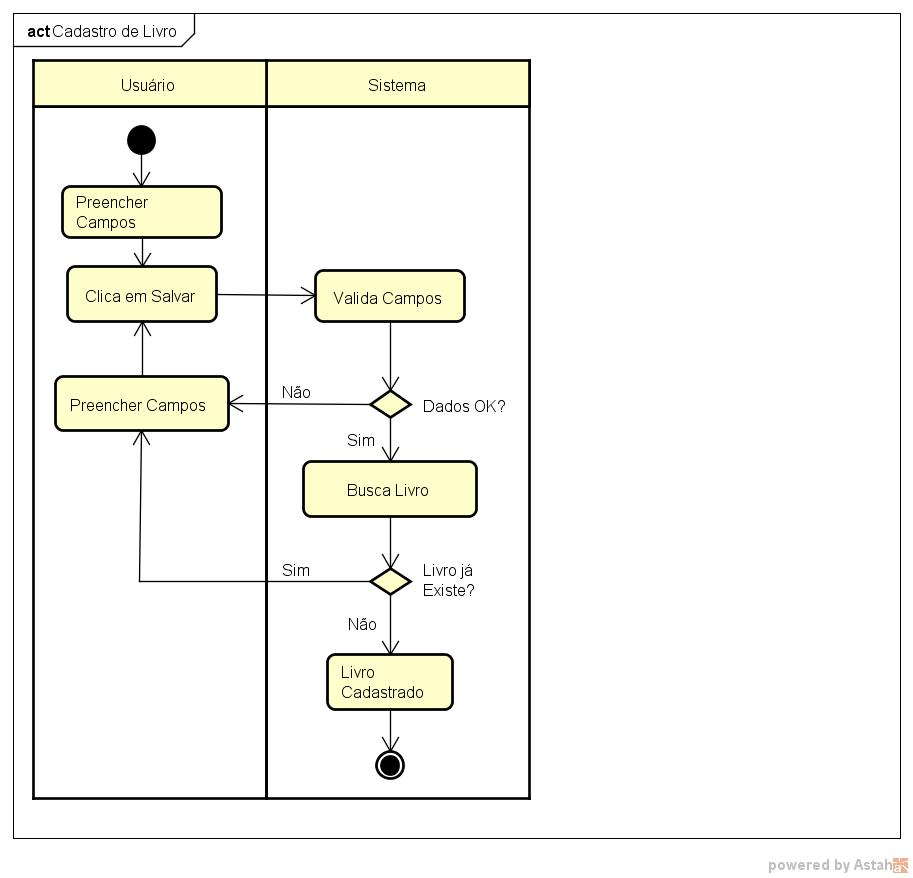 act Cadastro de Livro
Usuário
Sistema
Preencher
Campos
Clica em Salvar
Valida Campos
Não
Preencher Campos
Dados OK?
Sim
Busca Livro
Sim
Livro já
Existe?
Não
Livro
Cadastrado
powered by Astah